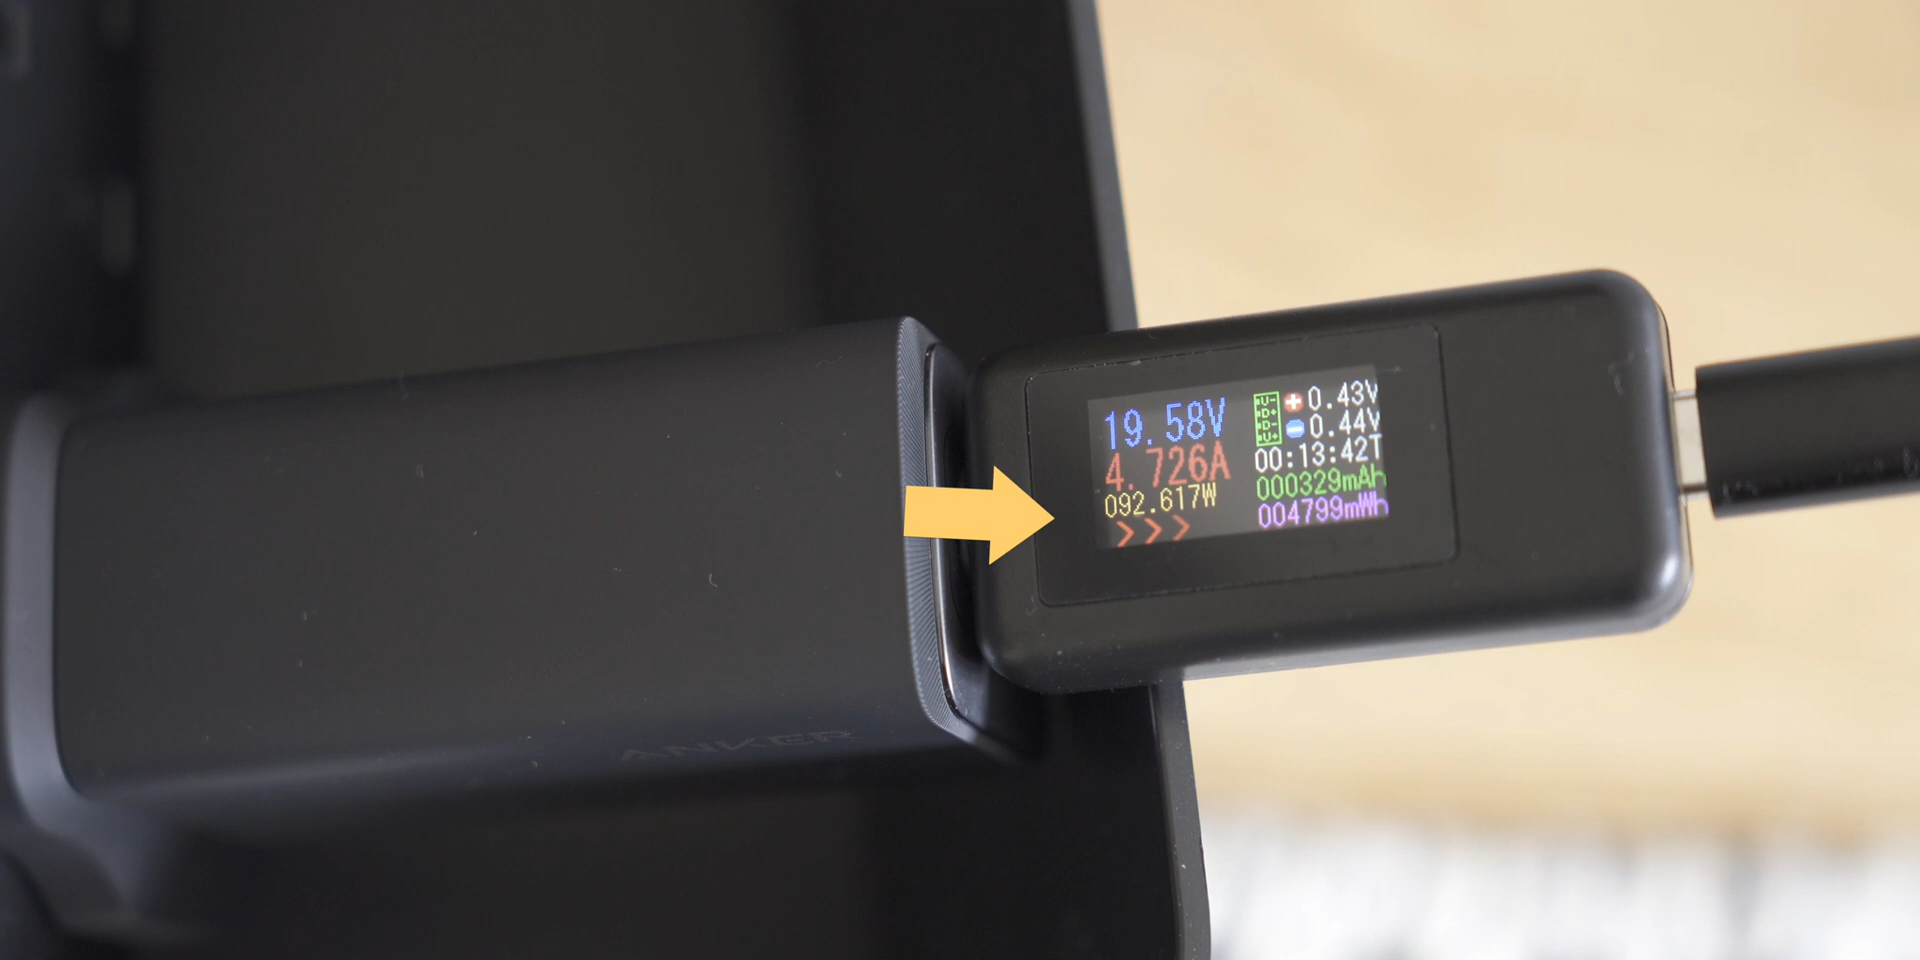 19.58V
4.726A
092.617W
>>>
U-
D+
D-
U+
+0.43V
-0.44V
00:13:42T
000329mAh
004799mWh
ANKER